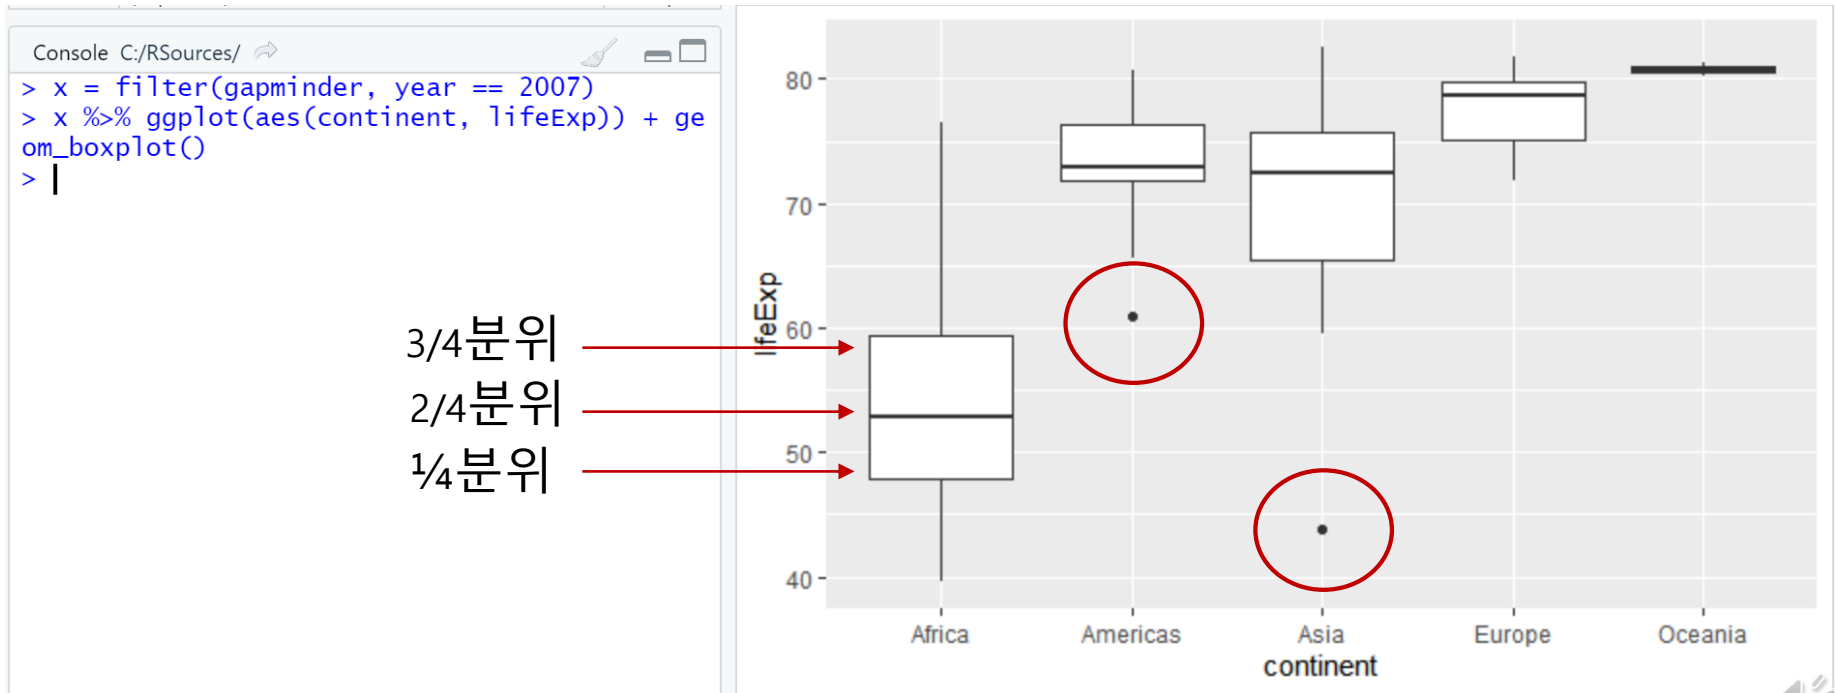 Console C:/RSources/
> x = filter(gapminder, year == 2007)
> x %>% ggplot(aes(continent, lifeExp)) + ge
om_boxplot()
>
3/4분위
2/4분위
¼분위
lifeExp
80
70
60
50
40
Africa Americas Asia Europe Oceania
continent